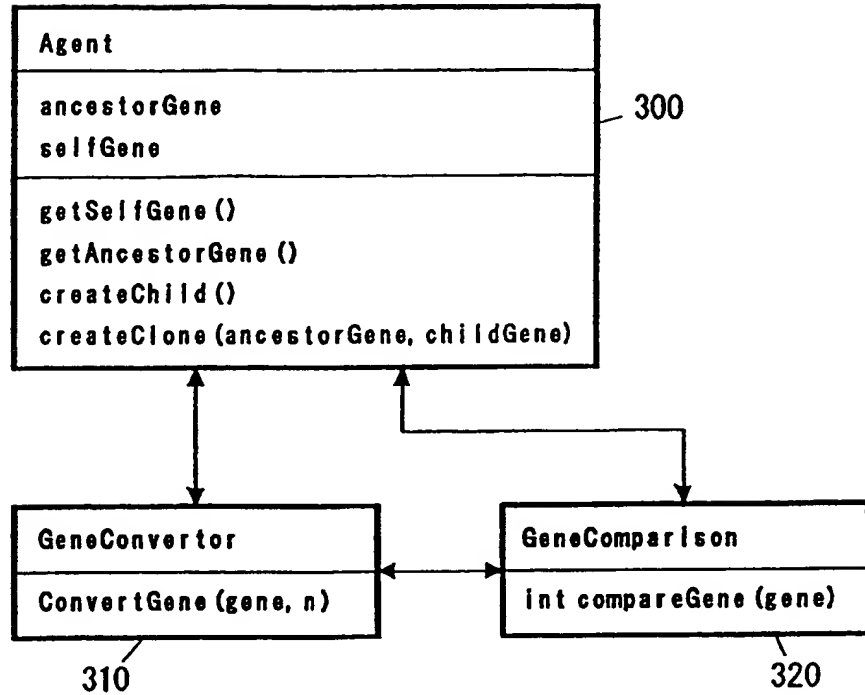 Agent
ancestorGene
selfGene
300
getSelfGene()
getAncestorGene()
createChild()
createClone(ancestorGene, childGene)
GeneConvertor
ConvertGene(gene, n)
310
GeneComparison
int compareGene(gene)
320